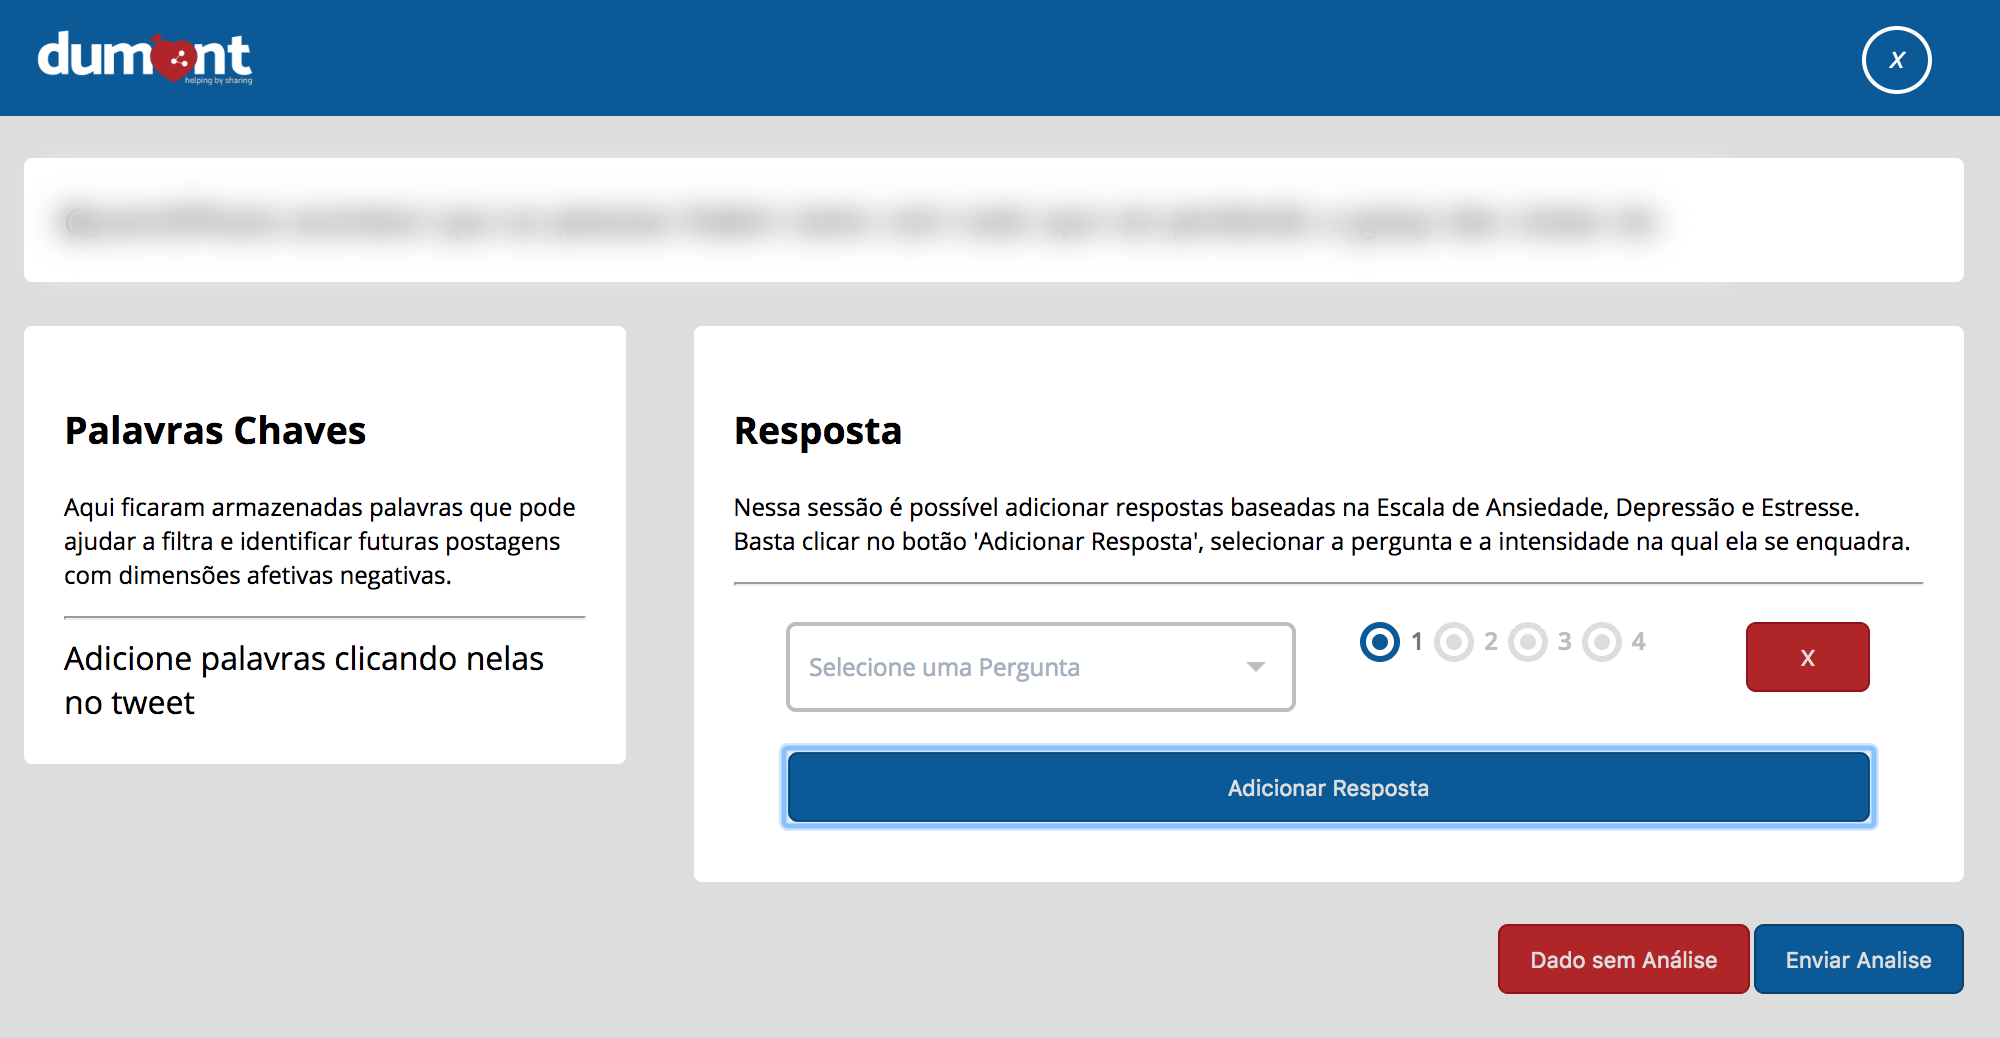 dumont
helping by sharing
X
Palavras Chaves
Aqui ficaram armazenadas palavras que pode
ajudar a filtra e identificar futuras postagens
com dimensões afetivas negativas.
Adicione palavras clicando nelas
no tweet
Resposta
Nessa sessão é possível adicionar respostas baseadas na Escala de Ansiedade, Depressão e Estresse.
Basta clicar no botão 'Adicionar Resposta', selecionar a pergunta e a intensidade na qual ela se enquadra.
Selecione uma Pergunta
1 2 3 4
X
Adicionar Resposta
Dado sem Análise
Enviar Analise